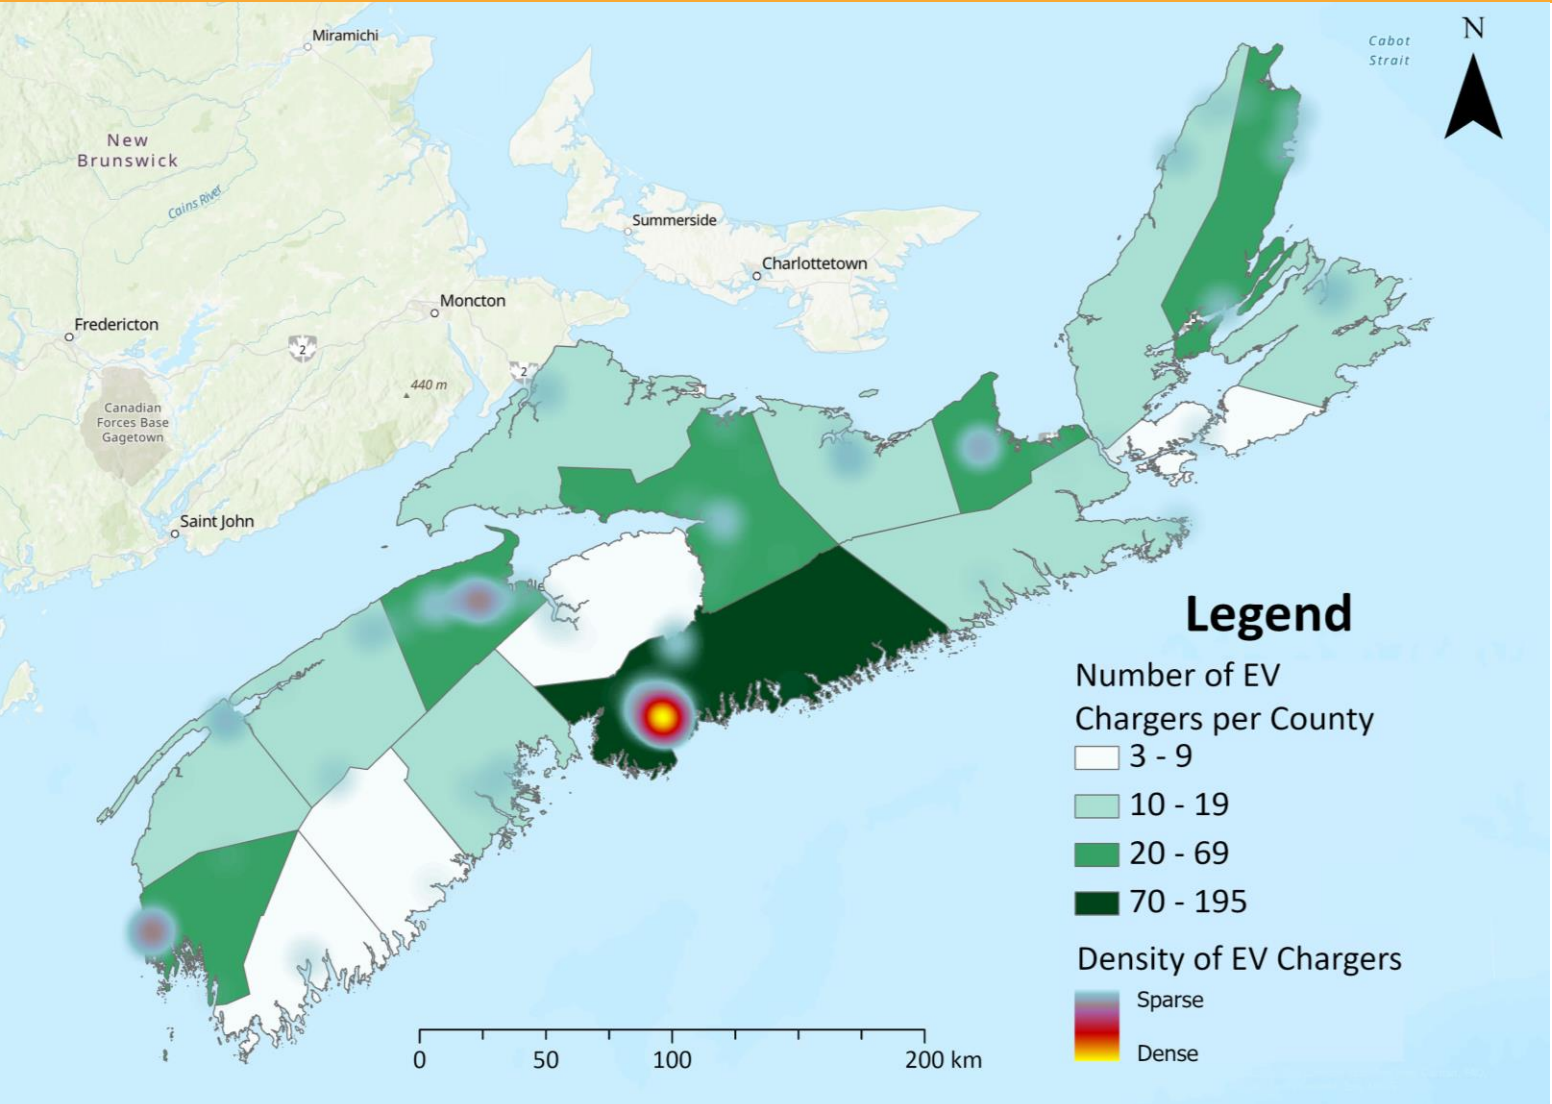 Miramichi
Cabot
Strait
N
New
Brunswick
Cains River
Summerside
Charlottetown
Moncton
Fredericton
2
2
440 m
Canadian
Forces Base
Gagetown
Saint John
Legend
Number of EV
Chargers per County
3 - 9
10 - 19
20 - 69
70 - 195
Density of EV Chargers
Sparse
Dense
0 50 100 200 km